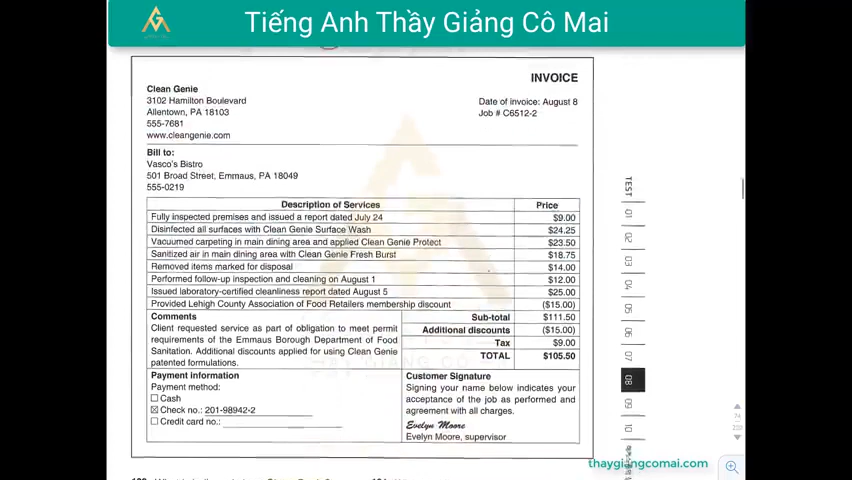 Tiếng Anh Thầy Giảng Cô Mai
INVOICE
Clean Genie
3102 Hamilton Boulevard
Allentown, PA 18103
555-7681
www.cleangenie.com
Date of invoice: August 8
Job # C6512-2
Bill to:
Vasco's Bistro
501 Broad Street, Emmaus, PA 18049
555-0219
Description of Services Price
Fully inspected premises and issued a report dated July 24 $9.00
Disinfected all surfaces with Clean Genie Surface Wash $24.25
Vacuumed carpeting in main dining area and applied Clean Genie Protect $23.50
Sanitized air in main dining area with Clean Genie Fresh Burst $18.75
Removed items marked for disposal $14.00
Performed follow-up inspection and cleaning on August 1 $12.00
Issued laboratory-certified cleanliness report dated August 5 $25.00
Provided Lehigh County Association of Food Retailers membership discount ($15.00)
Comments
Client requested service as part of obligation to meet permit
requirements of the Emmaus Borough Department of Food
Sanitation. Additional discounts applied for using Clean Genie
patented formulations.
Sub-total $111.50
Additional discounts ($15.00)
Tax $9.00
TOTAL $105.50
Payment information
Payment method:
Cash
Check no.: 201-98942-2
Credit card no.:
Customer Signature
Signing your name below indicates your
acceptance of the job as performed and
agreement with all charges.
Evelyn Moore
Evelyn Moore, supervisor
TEST
01
02
03
04
05
06
07
08
09
10
74
thaygiangcomai.com